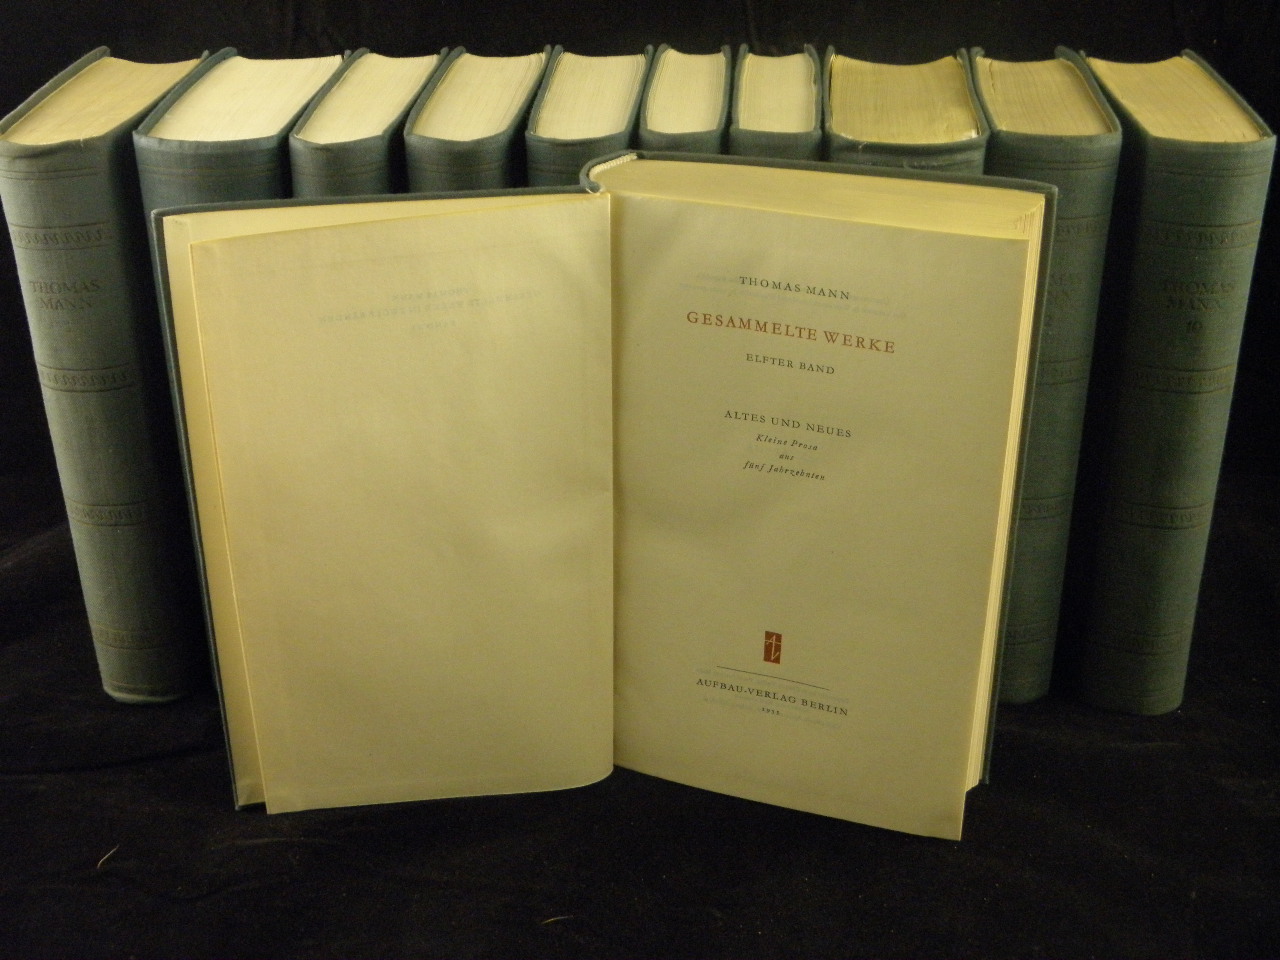 THOMAS
MANN
THOMAS MANN
GESAMMELTE WERKE
ELFTER BAND
ALTES UND NEUES
Kleine Prosa
aus
fünf Jahrzehnten
AV
AUFBAU-VERLAG BERLIN
THOMAS
MANN
10